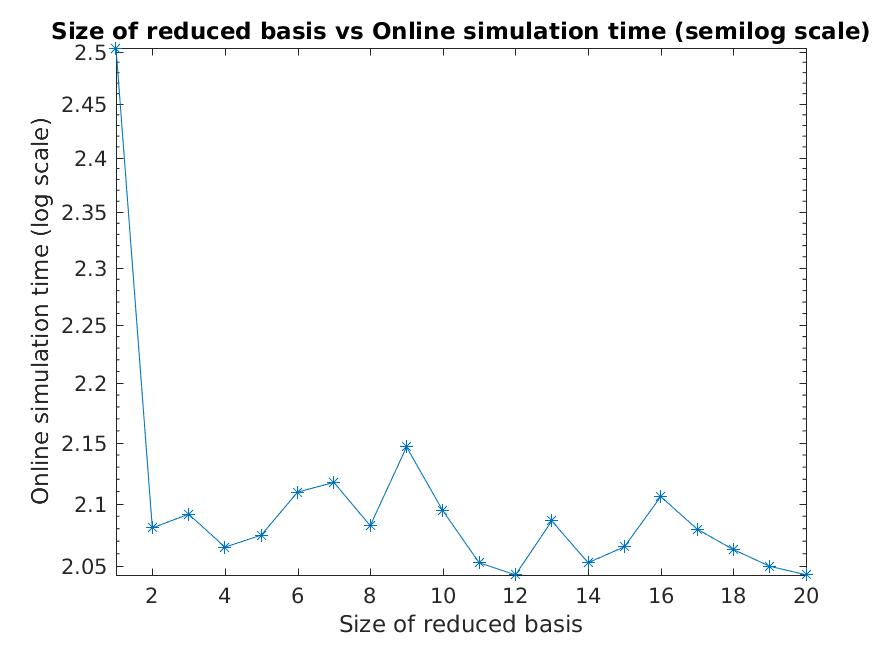 Size of reduced basis vs Online simulation time (semilog scale)
2.5
2.45
2.4
2.35
2.3
2.25
2.2
2.15
2.1
2.05
Online simulation time (log scale)
2 4 6 8 10 12 14 16 18 20
Size of reduced basis